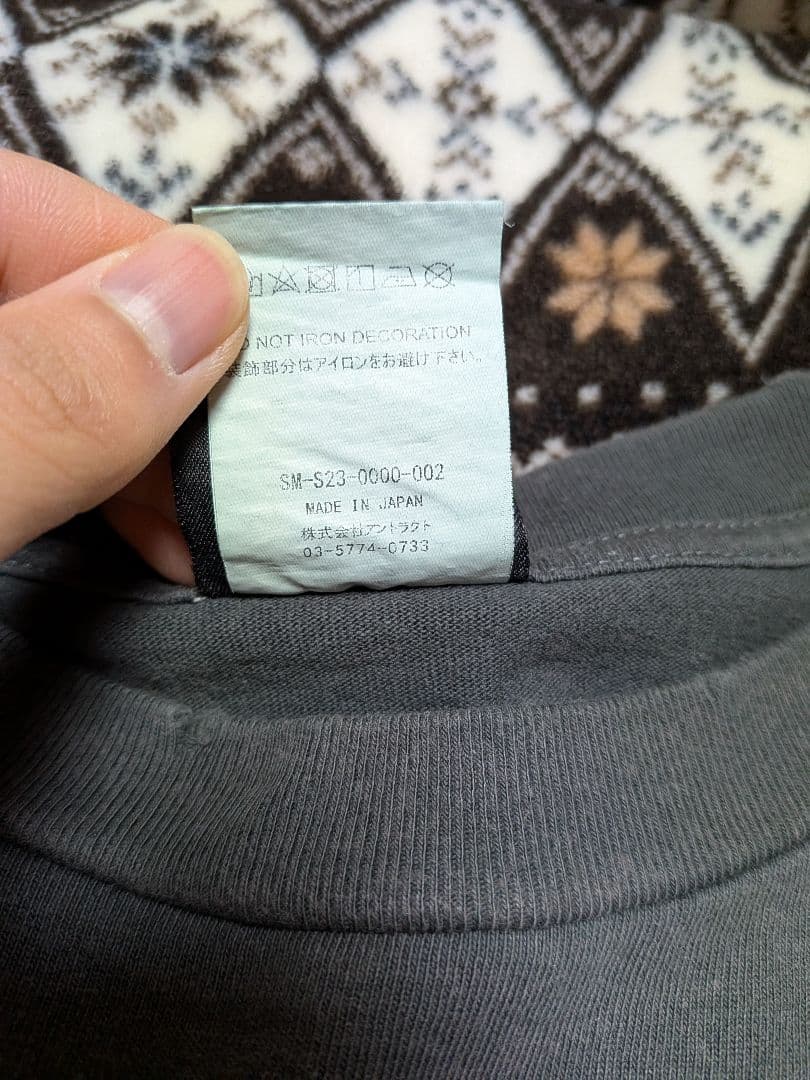 NOT IRON DECORATION
装飾部分はアイロンをお避け下さい。
SM-S23-0000-002
MADE IN JAPAN
株式会社アントラクト
03-5774-0733